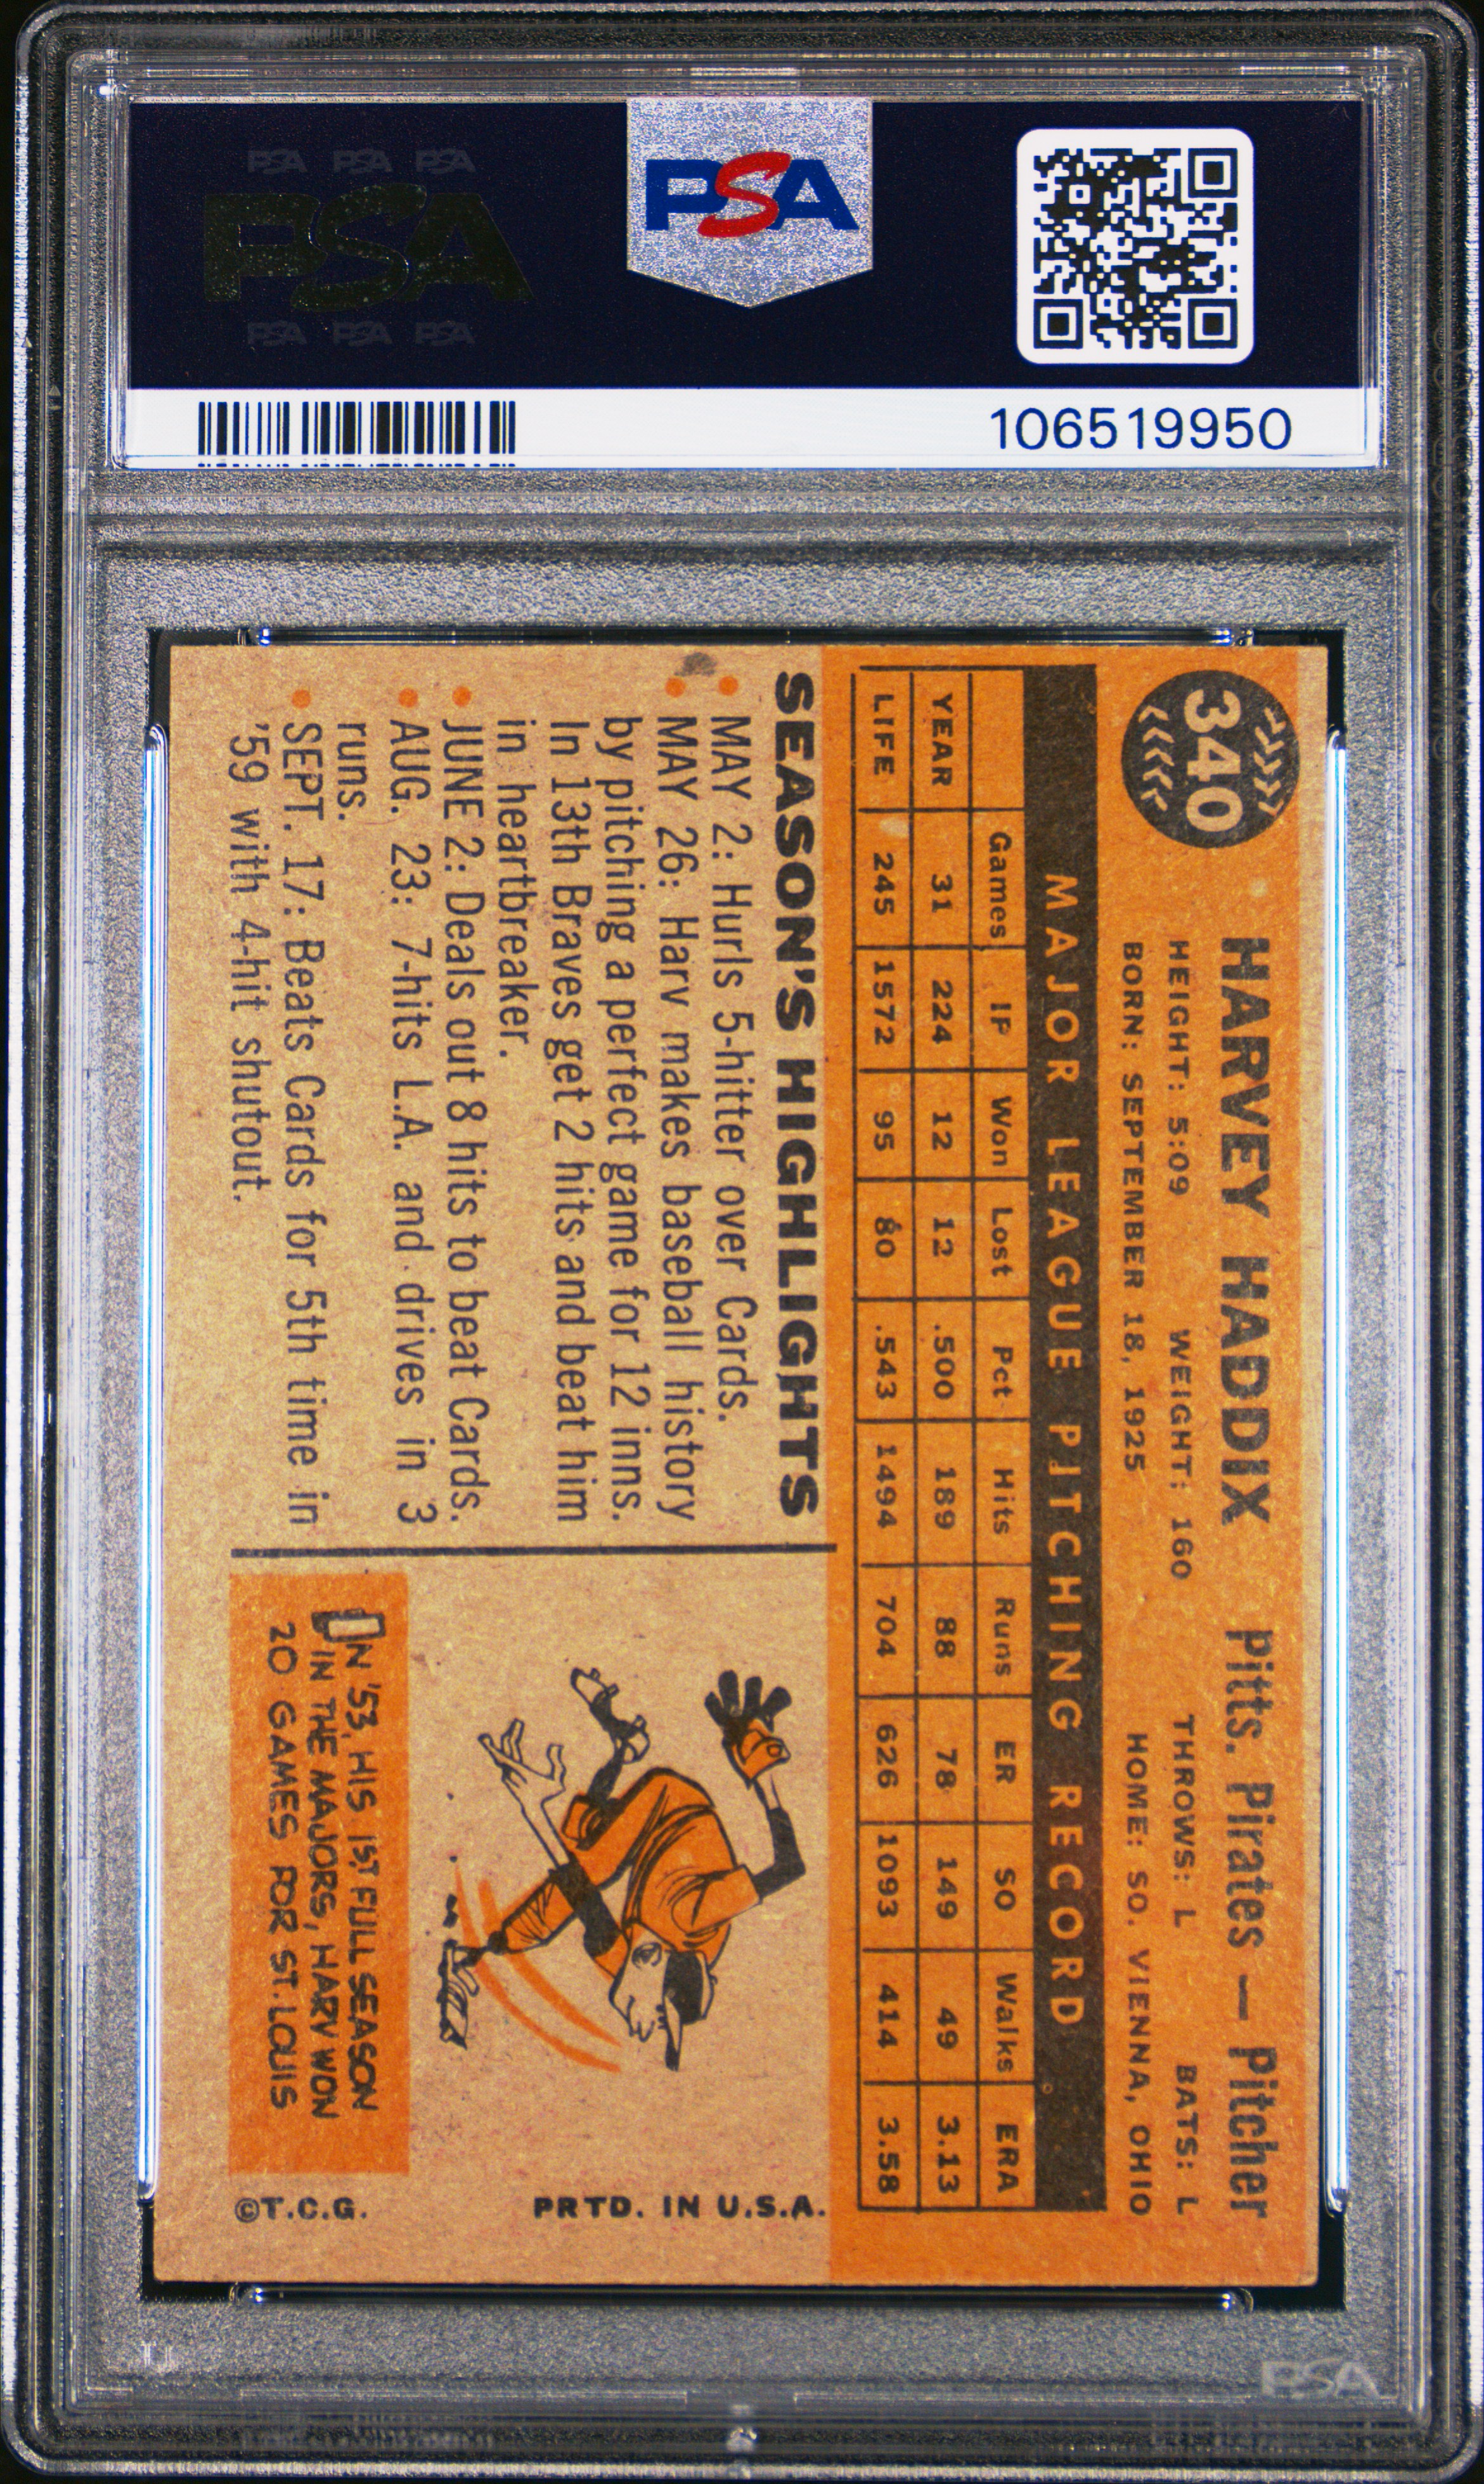 PSA PSA PSA
PSA
PSA PSA PSA
PSA
106519950
340
HARVEY HADDIX Pitts. Pirates — Pitcher
HEIGHT: 5:09 WEIGHT: 160 THROWS: L BATS: L
BORN: SEPTEMBER 18, 1925 HOME: SO. VIENNA, OHIO
MAJOR LEAGUE PITCHING RECORD
Games IP Won Lost Pct. Hits Runs ER SO Walks ERA
YEAR 31 224 12 12 .500 189 88 78 149 49 3.13
LIFE 245 1572 95 80 .543 1494 704 626 1093 414 3.58
SEASON'S HIGHLIGHTS
• MAY 2: Hurls 5-hitter over Cards.
• MAY 26: Harv makes baseball history
by pitching a perfect game for 12 inns.
In 13th Braves get 2 hits and beat him
in heartbreaker.
• JUNE 2: Deals out 8 hits to beat Cards.
• AUG. 23: 7-hits L.A. and drives in 3
runs.
• SEPT. 17: Beats Cards for 5th time in
'59 with 4-hit shutout.
IN '53, HIS 1ST FULL SEASON
IN THE MAJORS, HARV WON
20 GAMES FOR ST. LOUIS
©T.C.G. PRTD. IN U.S.A.
PSA